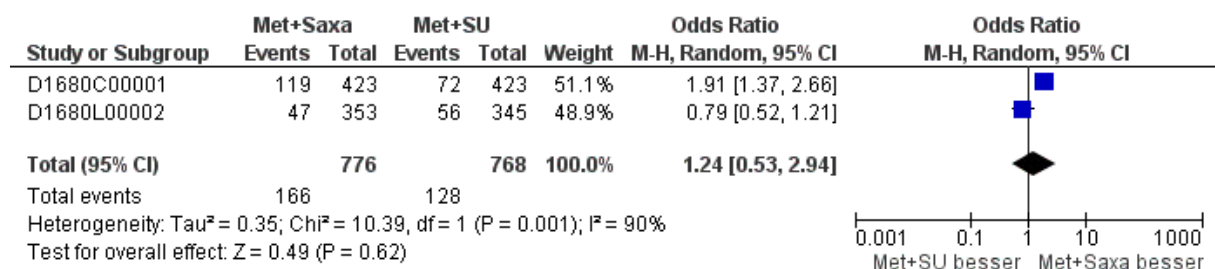 Met+Saxa Met+SU Odds Ratio Odds Ratio
Study or Subgroup Events Total Events Total Weight M-H, Random, 95% CI M-H, Random, 95% CI
D1680C00001 119 423 72 423 51.1% 1.91 [1.37, 2.66]
D1680L00002 47 353 56 345 48.9% 0.79 [0.52, 1.21]
Total (95% CI) 776 768 100.0% 1.24 [0.53, 2.94]
Total events 166 128
Heterogeneity: Tau² = 0.35; Chi² = 10.39, df = 1 (P = 0.001); I² = 90%
Test for overall effect: Z = 0.49 (P = 0.62)
0.001 0.1 1 10 1000
Met+SU besser Met+Saxa besser